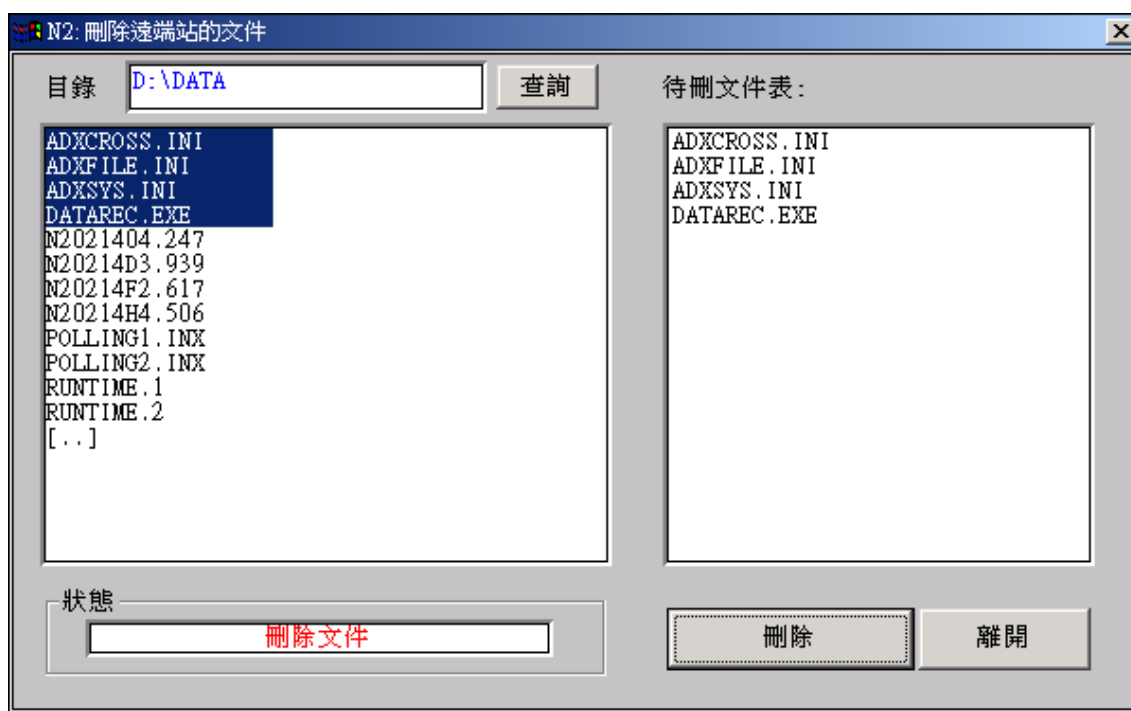 N2: 刪除遠端站的文件
目錄 D:\DATA 查詢 待刪文件表:
ADXCROSS.INI
ADXFILE.INI
ADXSYS.INI
DATAREC.EXE
N2021404.247
N20214D3.939
N20214F2.617
N20214H4.506
POLLING1.INX
POLLING2.INX
RUNTIME.1
RUNTIME.2
[..]
ADXCROSS.INI
ADXFILE.INI
ADXSYS.INI
DATAREC.EXE
狀態
刪除文件
刪除 離開